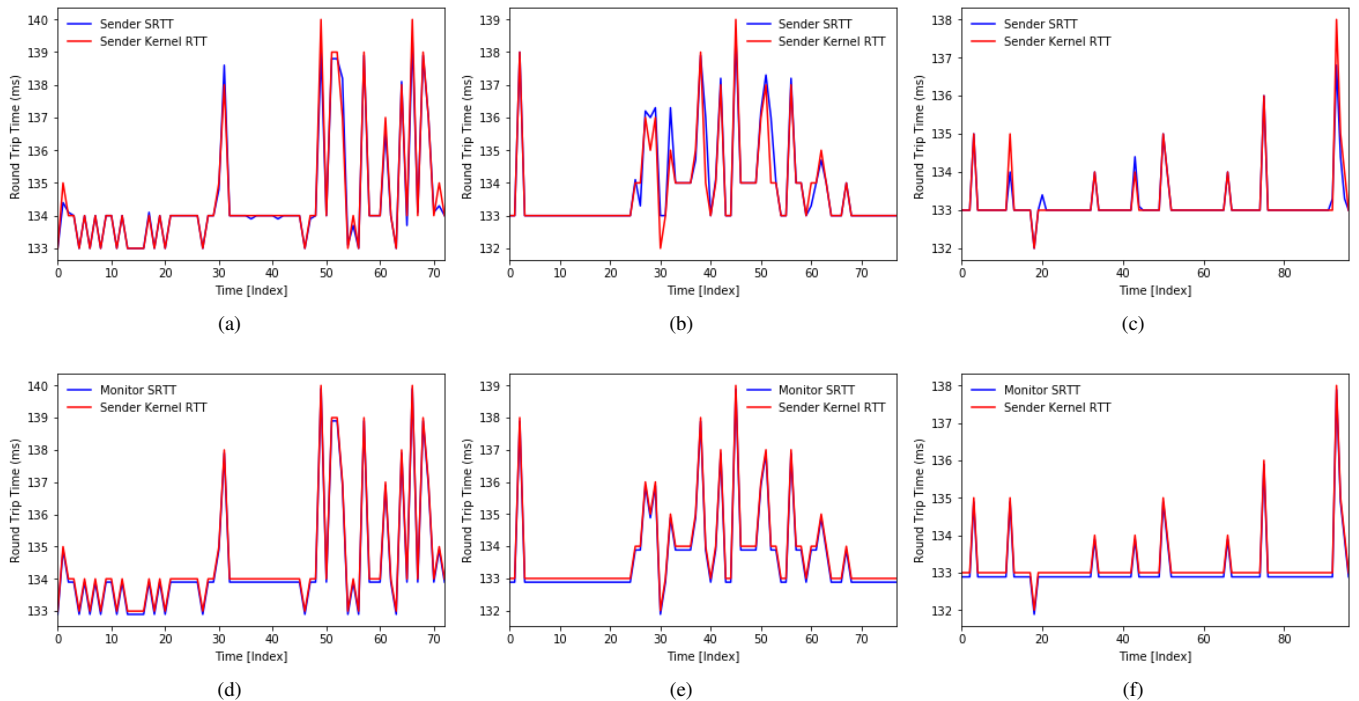 Sender SRTT
Sender Kernel RTT
Round Trip Time (ms)
140
139
138
137
136
135
134
133
0 10 20 30 40 50 60 70
Time [Index]
(a)
Sender SRTT
Sender Kernel RTT
Round Trip Time (ms)
139
138
137
136
135
134
133
132
0 10 20 30 40 50 60 70
Time [Index]
(b)
Sender SRTT
Sender Kernel RTT
Round Trip Time (ms)
138
137
136
135
134
133
132
0 20 40 60 80
Time [Index]
(c)
Monitor SRTT
Sender Kernel RTT
Round Trip Time (ms)
140
139
138
137
136
135
134
133
0 10 20 30 40 50 60 70
Time [Index]
(d)
Monitor SRTT
Sender Kernel RTT
Round Trip Time (ms)
139
138
137
136
135
134
133
132
0 10 20 30 40 50 60 70
Time [Index]
(e)
Monitor SRTT
Sender Kernel RTT
Round Trip Time (ms)
138
137
136
135
134
133
132
0 20 40 60 80
Time [Index]
(f)